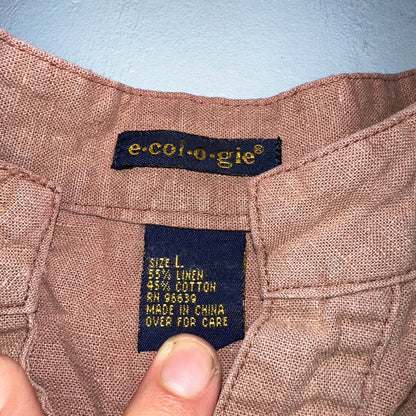 e•col•o•gie®
SIZE L
55% LINEN
45% COTTON
RN 96639
MADE IN CHINA
OVER FOR CARE